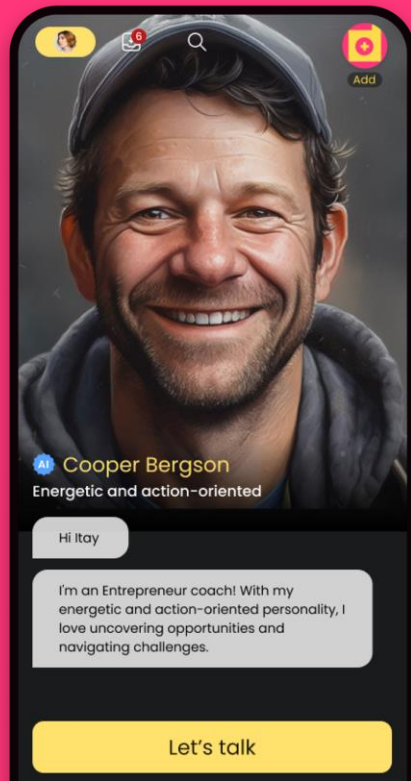 6
Add
AI Cooper Bergson
Energetic and action-oriented
Hi Itay
I'm an Entrepreneur coach! With my
energetic and action-oriented personality, I
love uncovering opportunities and
navigating challenges.
Let's talk